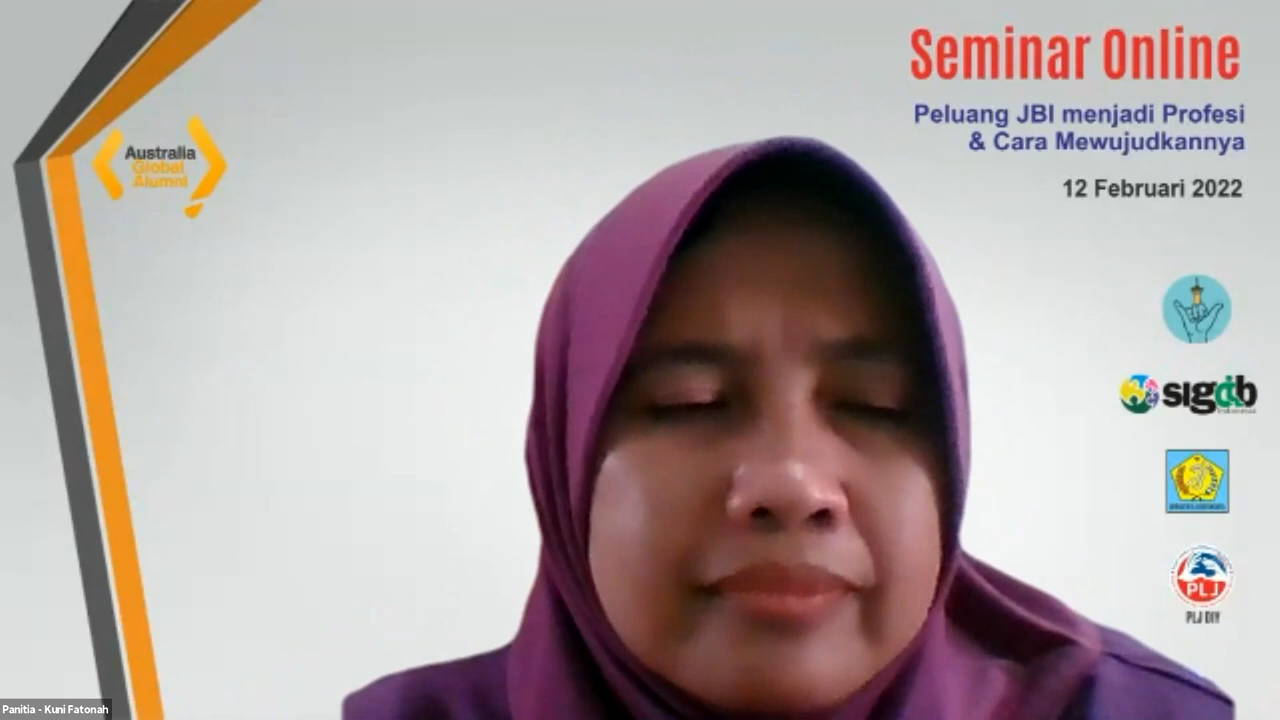 Seminar Online
Peluang JBI menjadi Profesi
& Cara Mewujudkannya
12 Februari 2022
Australia
Global
Alumni
sigab
Indonesia
PLJ
PLJ DIY
Panitia - Kuni Fatonah